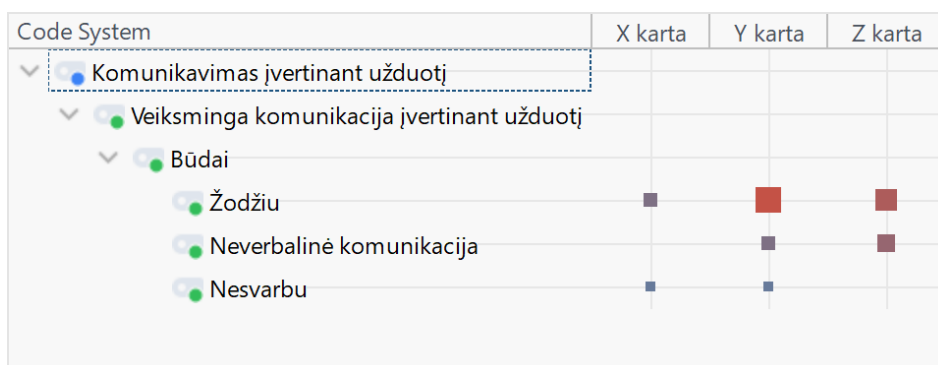 Code System X karta Y karta Z karta
Komunikavimas įvertinant užduotį
Veiksminga komunikacija įvertinant užduotį
Būdai
Žodžiu
Neverbalinė komunikacija
Nesvarbu